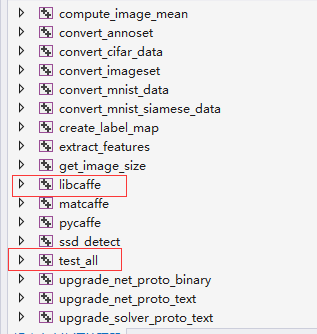 compute_image_mean
convert_annoset
convert_cifar_data
convert_imageset
convert_mnist_data
convert_mnist_siamese_data
create_label_map
extract_features
get_image_size
libcaffe
matcaffe
pycaffe
ssd_detect
test_all
upgrade_net_proto_binary
upgrade_net_proto_text
upgrade_solver_proto_text